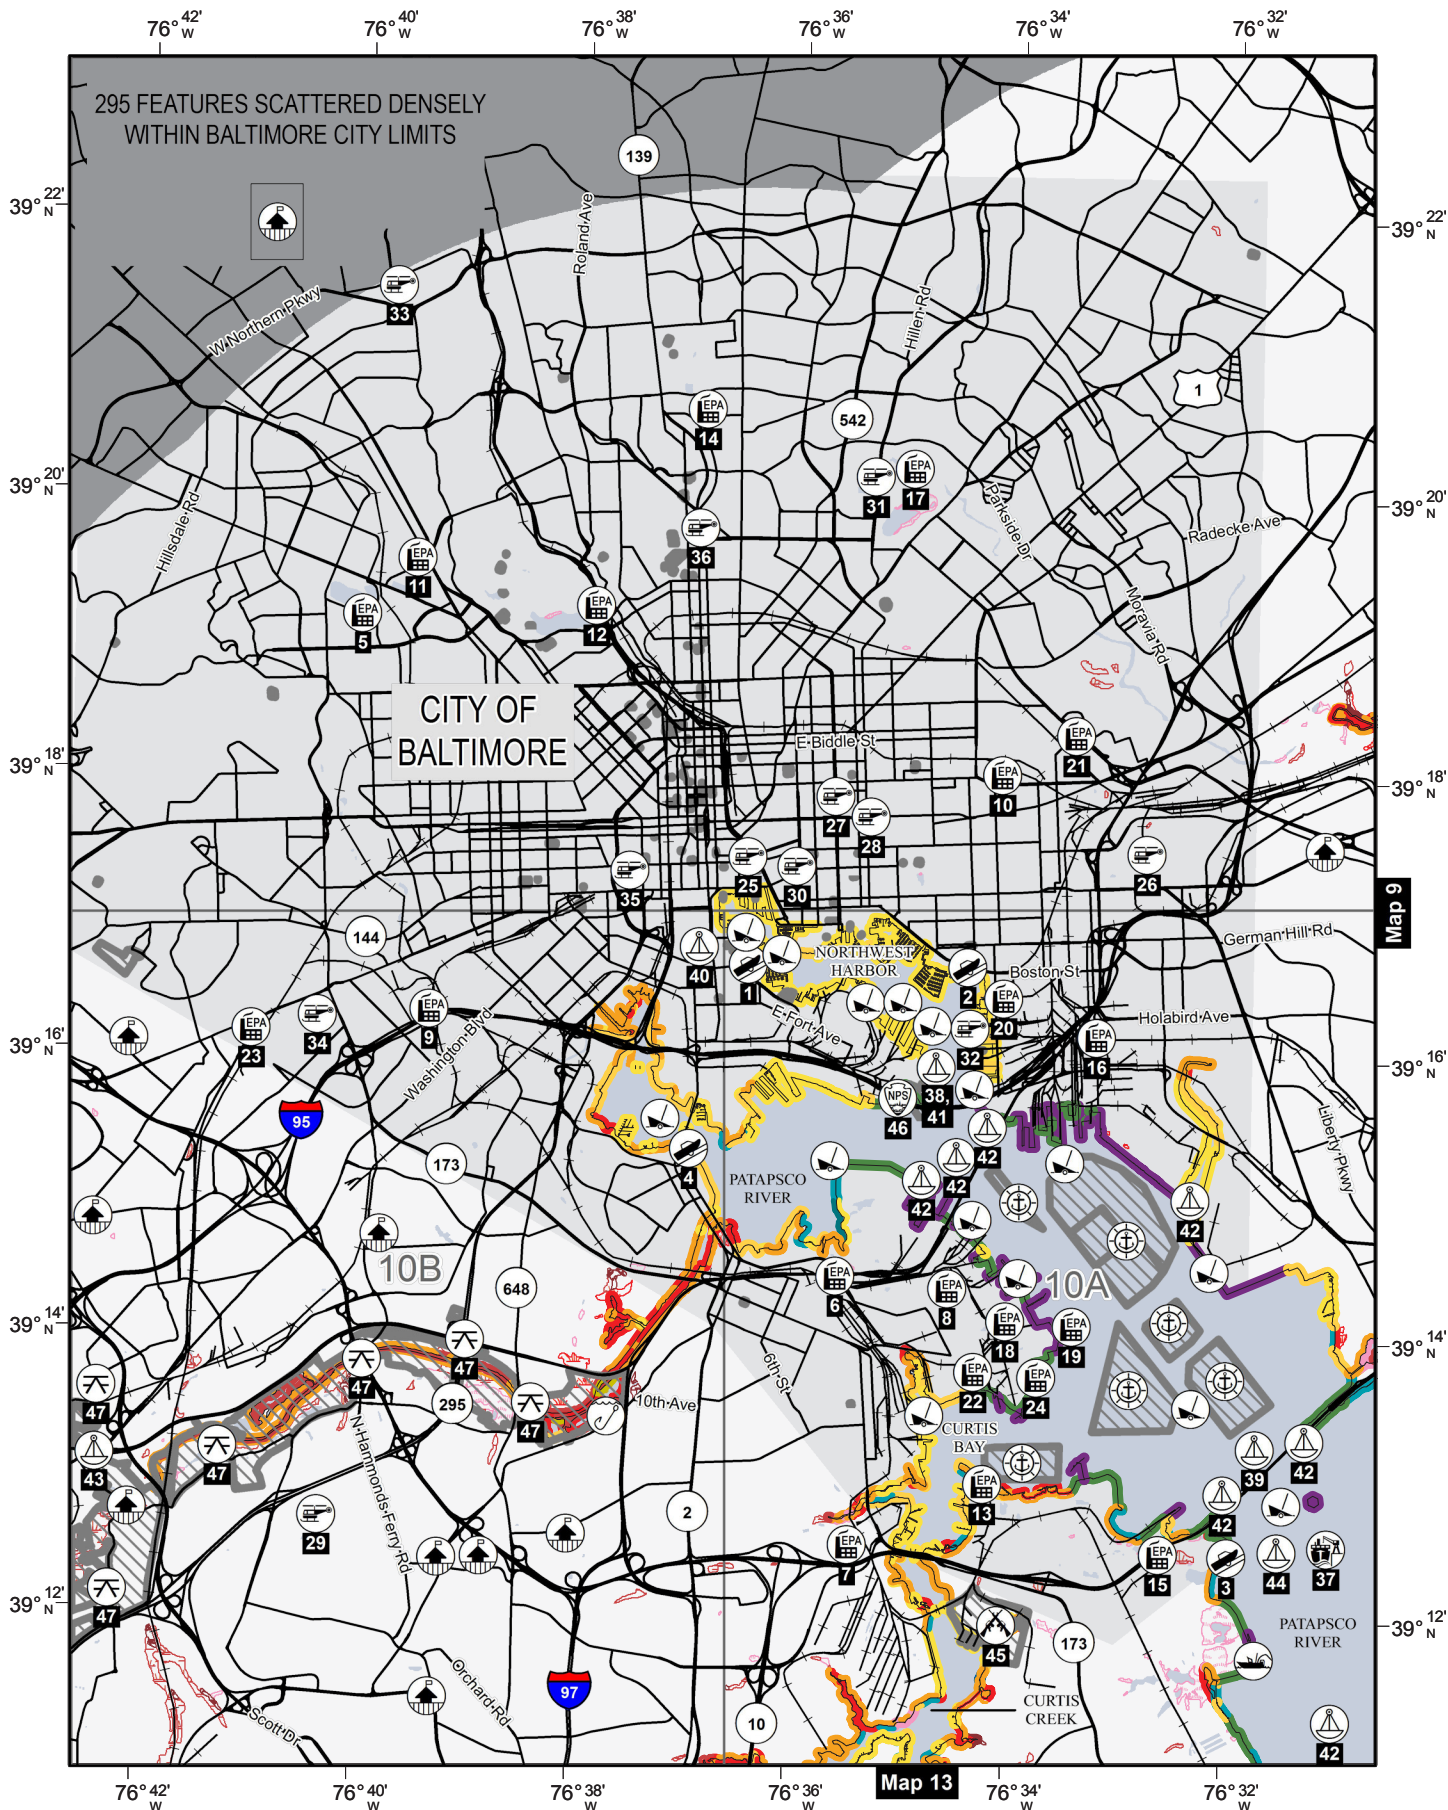 76° 42' W
76° 40' W
76° 38' W
76° 36' W
76° 34' W
76° 32' W
295 FEATURES SCATTERED DENSELY
WITHIN BALTIMORE CITY LIMITS
139
39° 22' N
39° 22' N
Roland Ave
33
W Northern Pkwy
Hillen Rd
1
EPA
14
542
39° 20' N
EPA
17
31
39° 20' N
Hillsdale Rd
Parkside Dr
Radecke Ave
36
EPA
11
EPA
5
EPA
12
Moravia Rd
CITY OF
BALTIMORE
E Biddle St
EPA
21
39° 18' N
EPA
10
39° 18' N
27
28
25
30
26
35
Map 9
144
German Hill Rd
40
NORTHWEST
HARBOR
1
2
Boston St
EPA
9
EPA
20
E Fort Ave
Holabird Ave
34
EPA
23
39° 16' N
Washington Blvd
32
EPA
16
39° 16' N
95
NPS
46
38,
41
Liberty Pkwy
42
173
4
PATAPSCO
RIVER
42
42
42
10B
648
EPA
6
EPA
8
10A
39° 14' N
EPA
18
EPA
19
39° 14' N
47
47
47
6th St
EPA
22
EPA
24
295
10th Ave
47
47
43
N Hammonds Ferry Rd
CURTIS
BAY
39
42
EPA
13
42
29
2
EPA
7
EPA
15
3
44
37
39° 12' N
47
39° 12' N
PATAPSCO
RIVER
45
173
Orchard Rd
97
CURTIS
CREEK
Scott Dr
10
42
76° 42' W
76° 40' W
76° 38' W
76° 36' W
Map 13
76° 34' W
76° 32' W